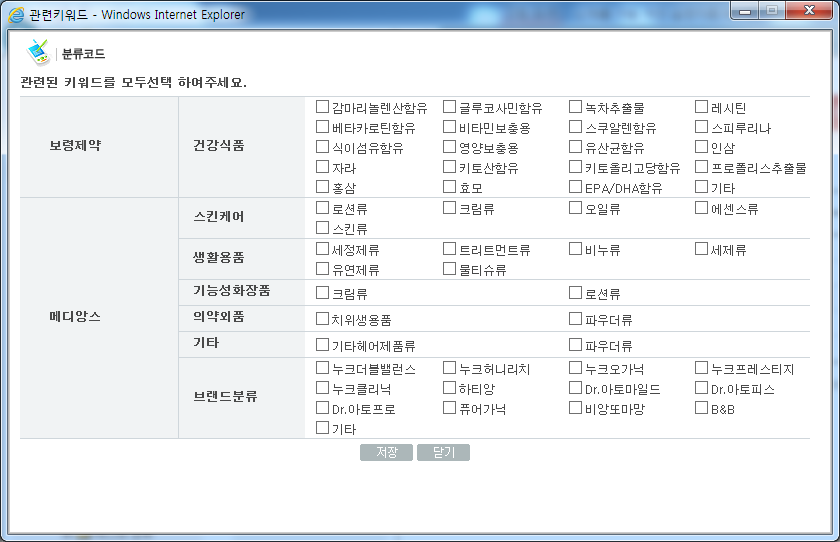 관련키워드 - Windows Internet Explorer
분류코드
관련된 키워드를 모두선택 하여주세요.
보령제약
건강식품
감마리놀렌산함유 글루코사민함유 녹차추출물 레시틴
베타카로틴함유 비타민보충용 스쿠알렌함유 스피루리나
식이섬유함유 영양보충용 유산균함유 인삼
자라 키토산함유 키토올리고당함유 프로폴리스추출물
홍삼 효모 EPA/DHA함유 기타
메디앙스
스킨케어
로션류 크림류 오일류 에센스류
스킨류
생활용품
세정제류 트리트먼트류 비누류 세제류
유연제류 물티슈류
기능성화장품
크림류 로션류
의약외품
치위생용품 파우더류
기타
기타헤어제품류 파우더류
브랜드분류
누크더블밸런스 누크허니리치 누크오가닉 누크프레스티지
누크클리닉 하티앙 Dr.아토마일드 Dr.아토피스
Dr.아토프로 퓨어가닉 비앙또마망 B&B
기타
저장 닫기